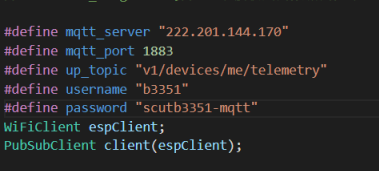 #define mqtt_server "222.201.144.170"
#define mqtt_port 1883
#define up_topic "v1/devices/me/telemetry"
#define username "b3351"
#define password "scutb3351-mqtt"
WiFiClient espClient;
PubSubClient client(espClient);